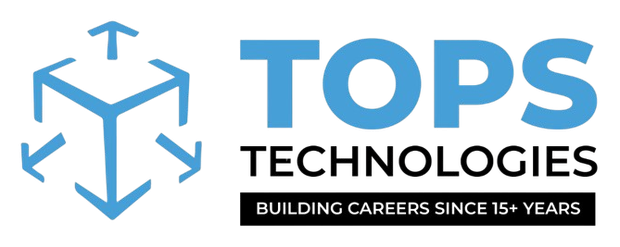 TOPS
TECHNOLOGIES
BUILDING CAREERS SINCE 15+ YEARS